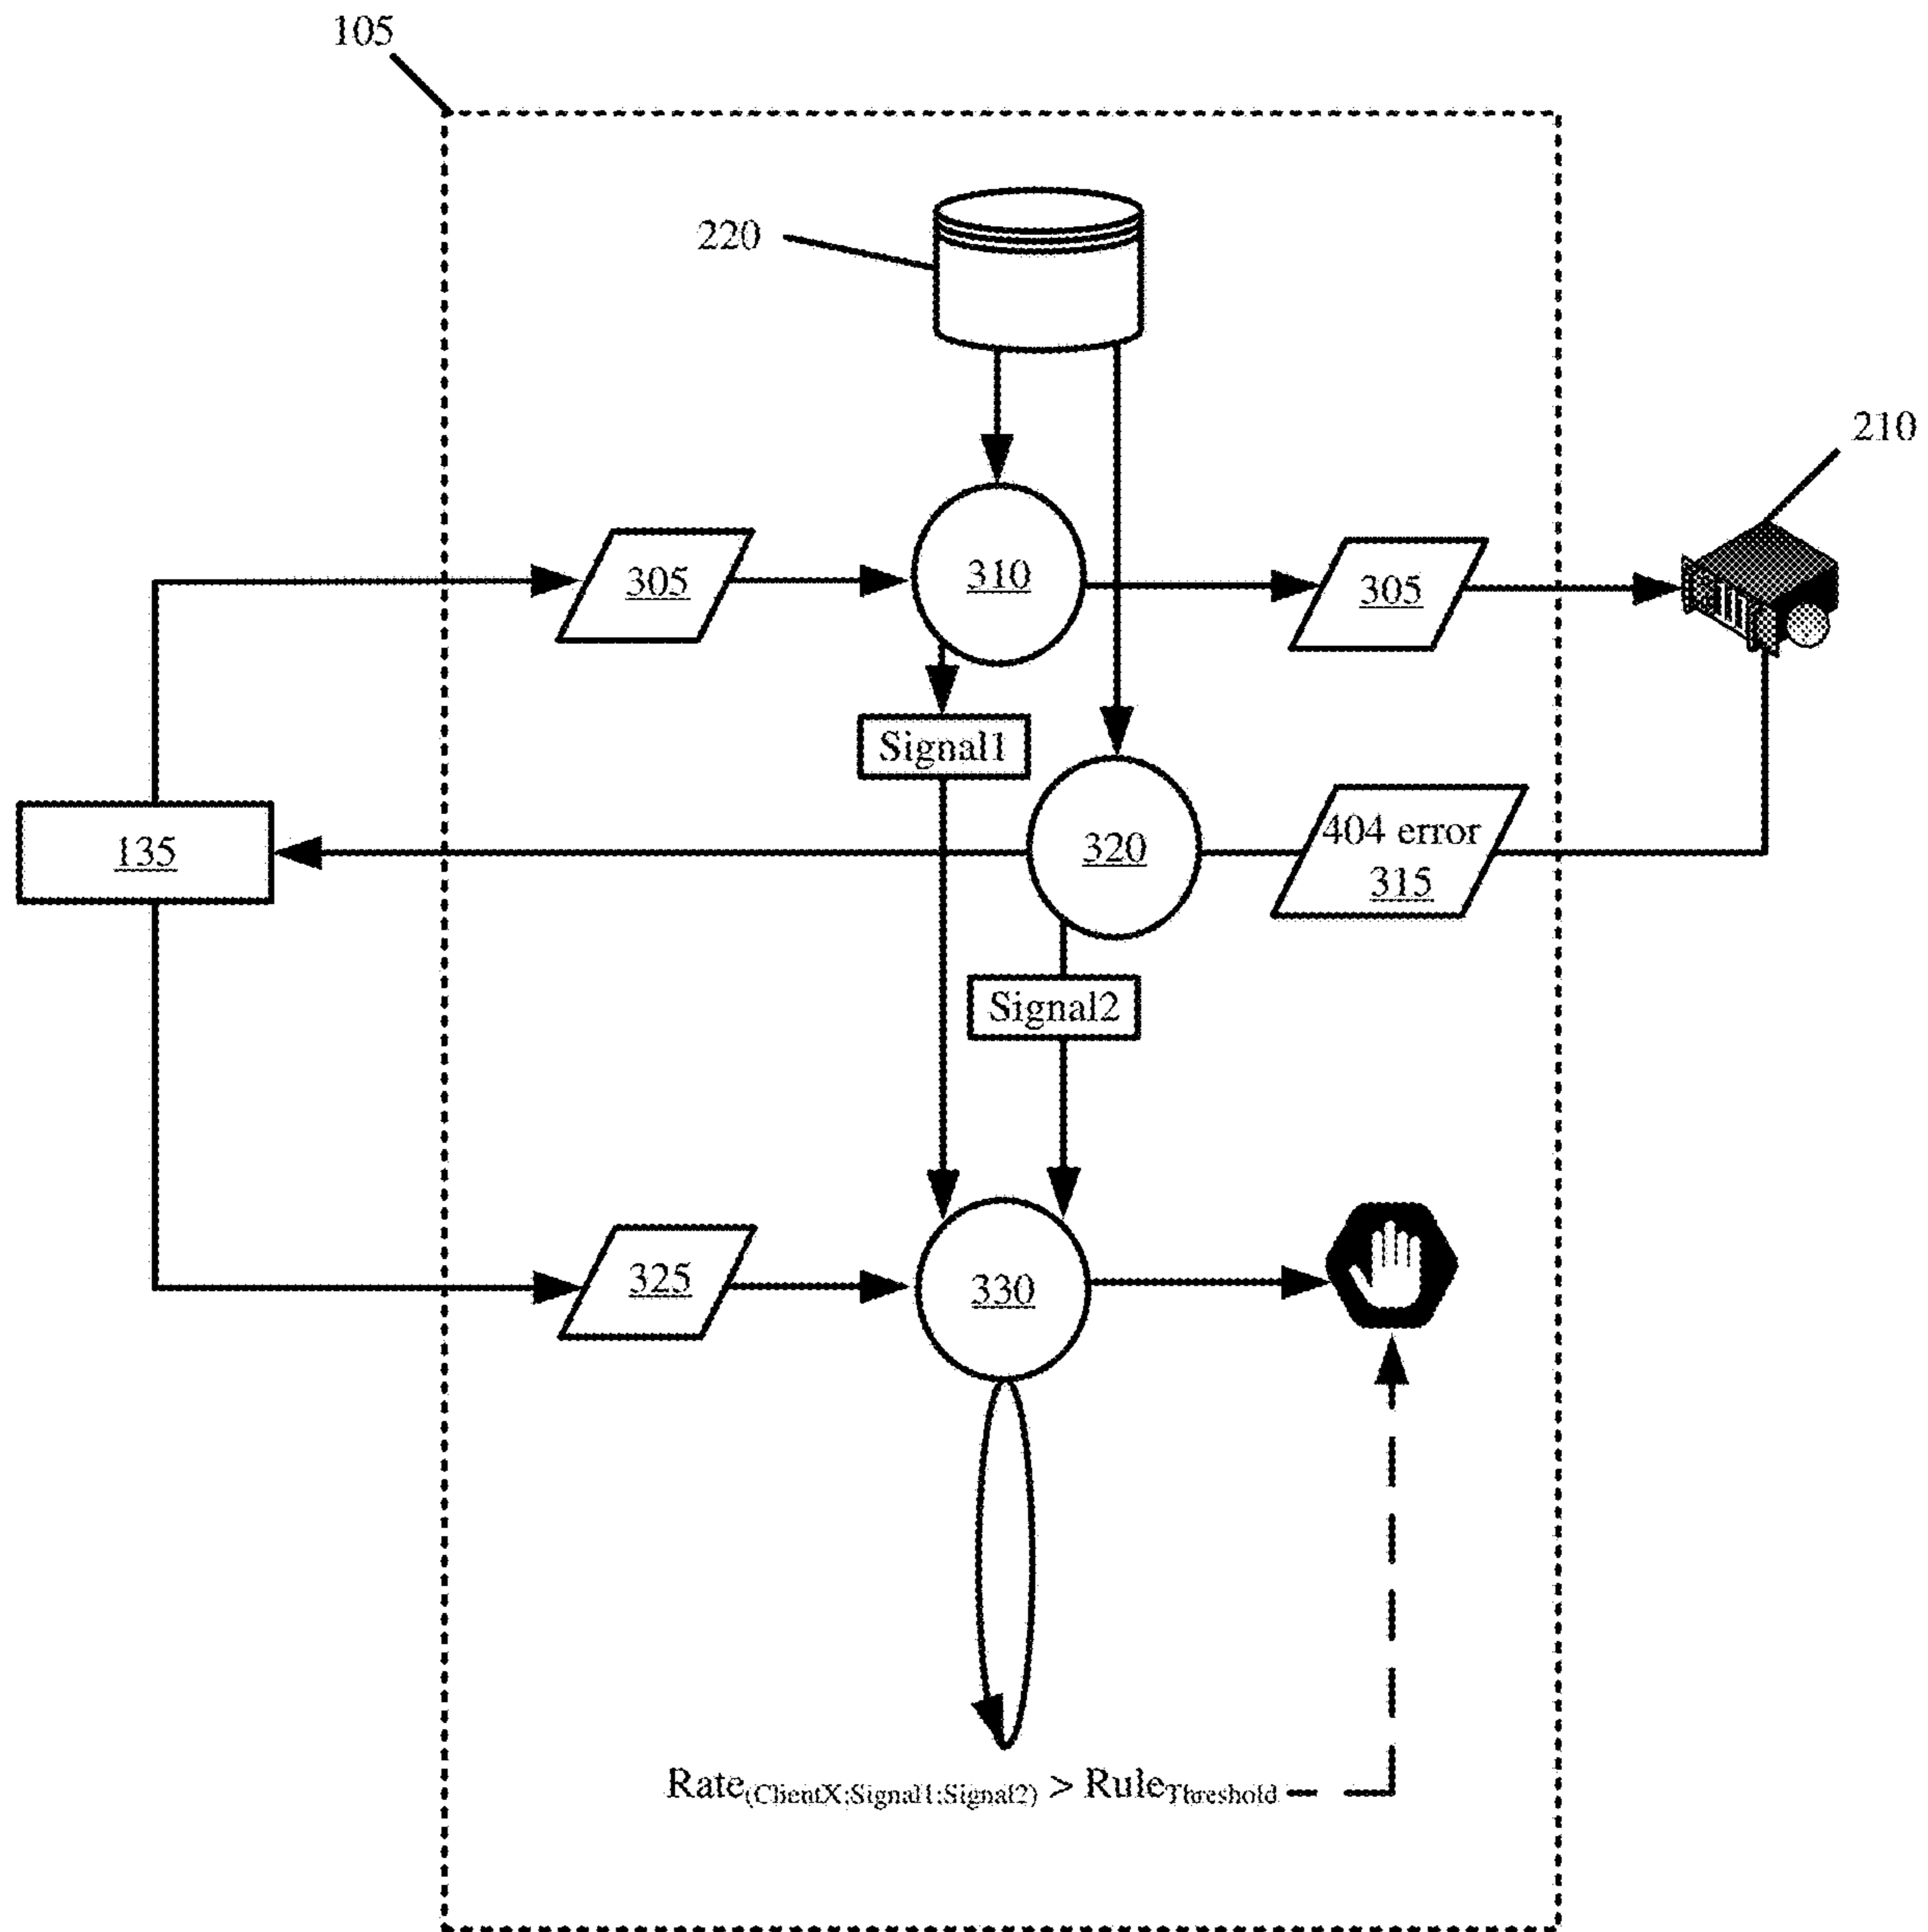 105
220
210
305
310
305
Signal1
135
320
404 error
315
Signal2
325
330
Rate(ClientX;Signal1;Signal2) > RuleThreshold